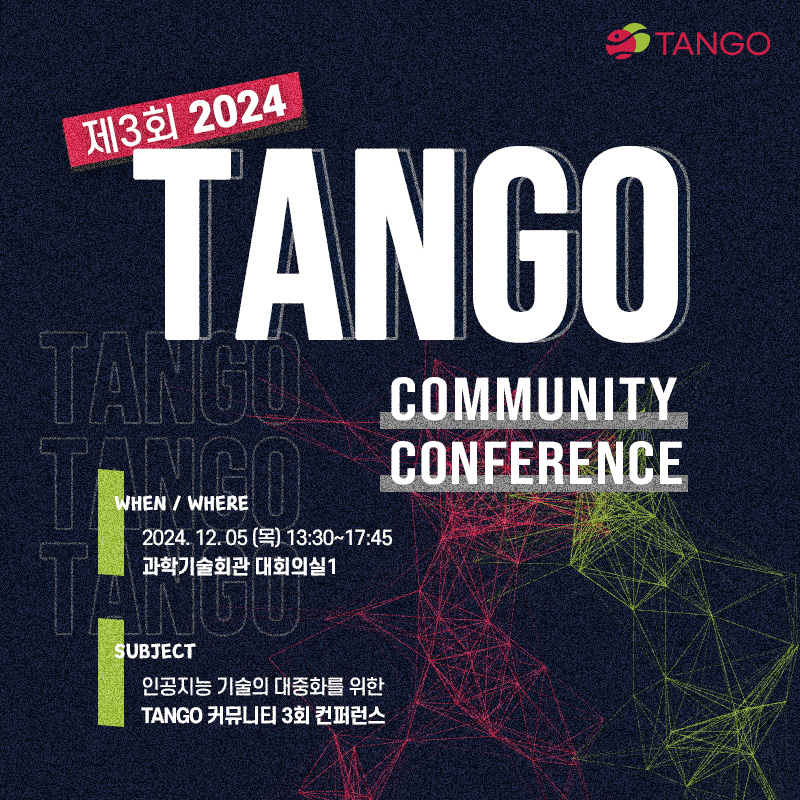 TANGO
제3회 2024
TANGO
COMMUNITY
CONFERENCE
TANGO
TANGO
TANGO
WHEN / WHERE
2024. 12. 05 (목) 13:30~17:45
과학기술회관 대회의실1
SUBJECT
인공지능 기술의 대중화를 위한
TANGO 커뮤니티 3회 컨퍼런스